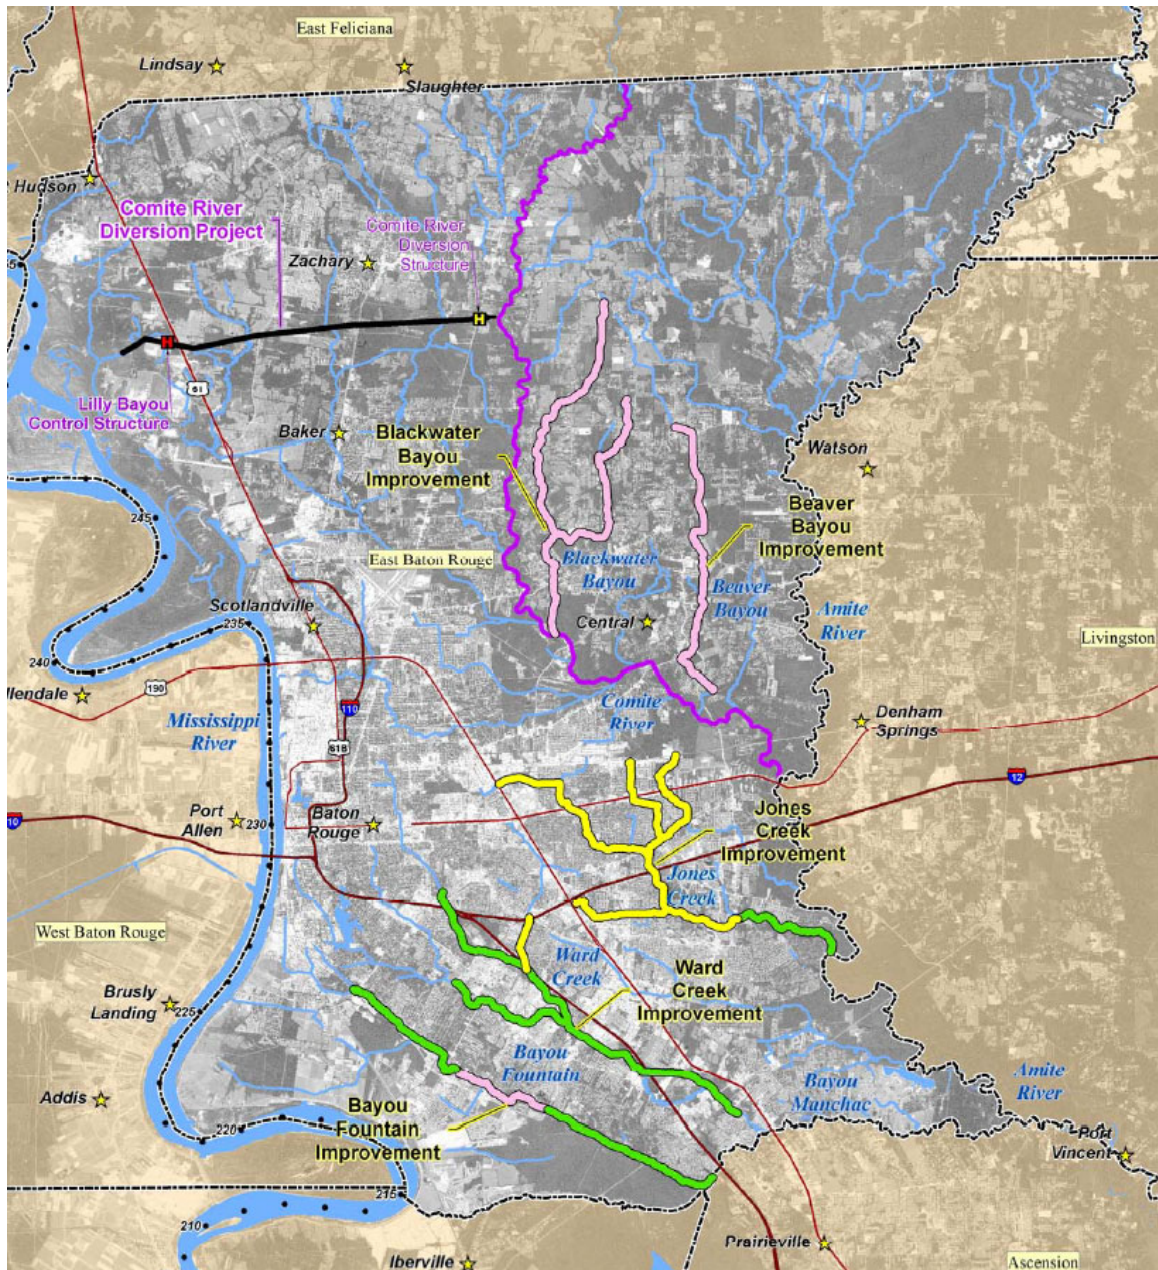 East Feliciana
Lindsay
Slaughter
Hudson
Comite River
Diversion Project
Comite River
Diversion
Structure
Zachary
61
Lilly Bayou
Control Structure
Baker
Blackwater
Bayou
Improvement
Watson
Beaver
Bayou
Improvement
245
East Baton Rouge
Blackwater
Bayou
Beaver
Bayou
Scotlandville
235
Central
Amite
River
Livingston
240
llendale
190
Mississippi
River
110
Comite
River
Denham
Springs
61B
12
10
Port
Allen
230
Baton
Rouge
Jones
Creek
Improvement
Jones
Creek
West Baton Rouge
Ward
Creek
Ward
Creek
Improvement
Brusly
Landing
225
Bayou
Fountain
Bayou
Manchac
Amite
River
Addis
Bayou
Fountain
Improvement
220
Port
Vincent
215
210
Prairieville
Iberville
Ascension